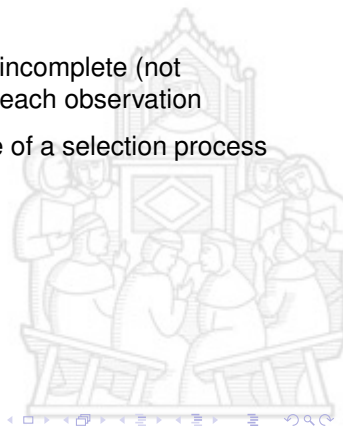 incomplete (not
each observation
of a selection process